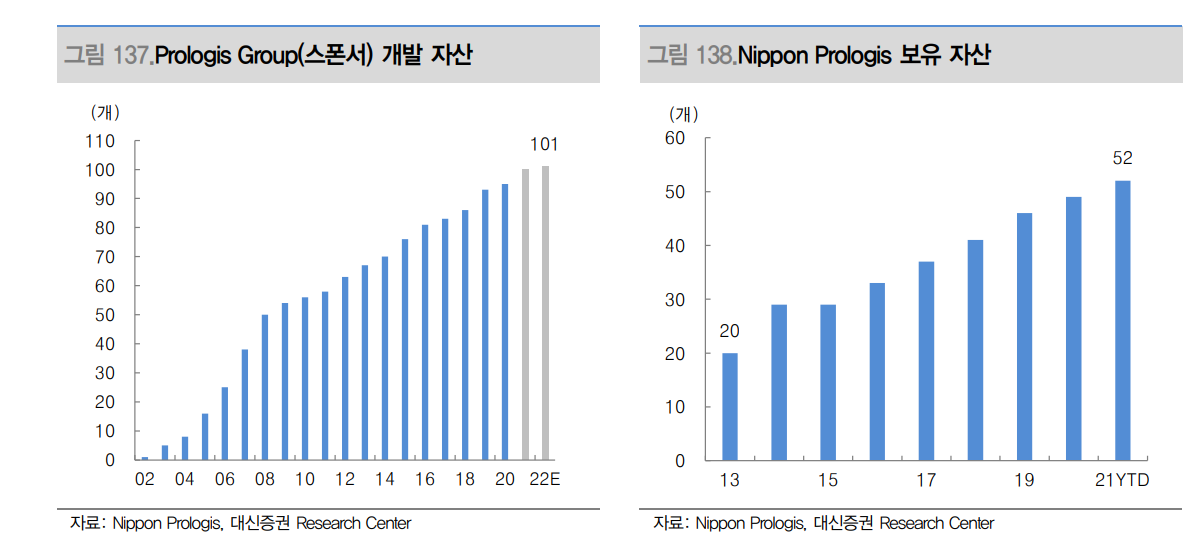 그림 137.Prologis Group(스폰서) 개발 자산
(개)
110
100
90
80
70
60
50
40
30
20
10
0
101
02 04 06 08 10 12 14 16 18 20 22E
자료: Nippon Prologis, 대신증권 Research Center
그림 138.Nippon Prologis 보유 자산
(개)
60
50
40
30
20
10
0
20
52
13 15 17 19 21YTD
자료: Nippon Prologis, 대신증권 Research Center